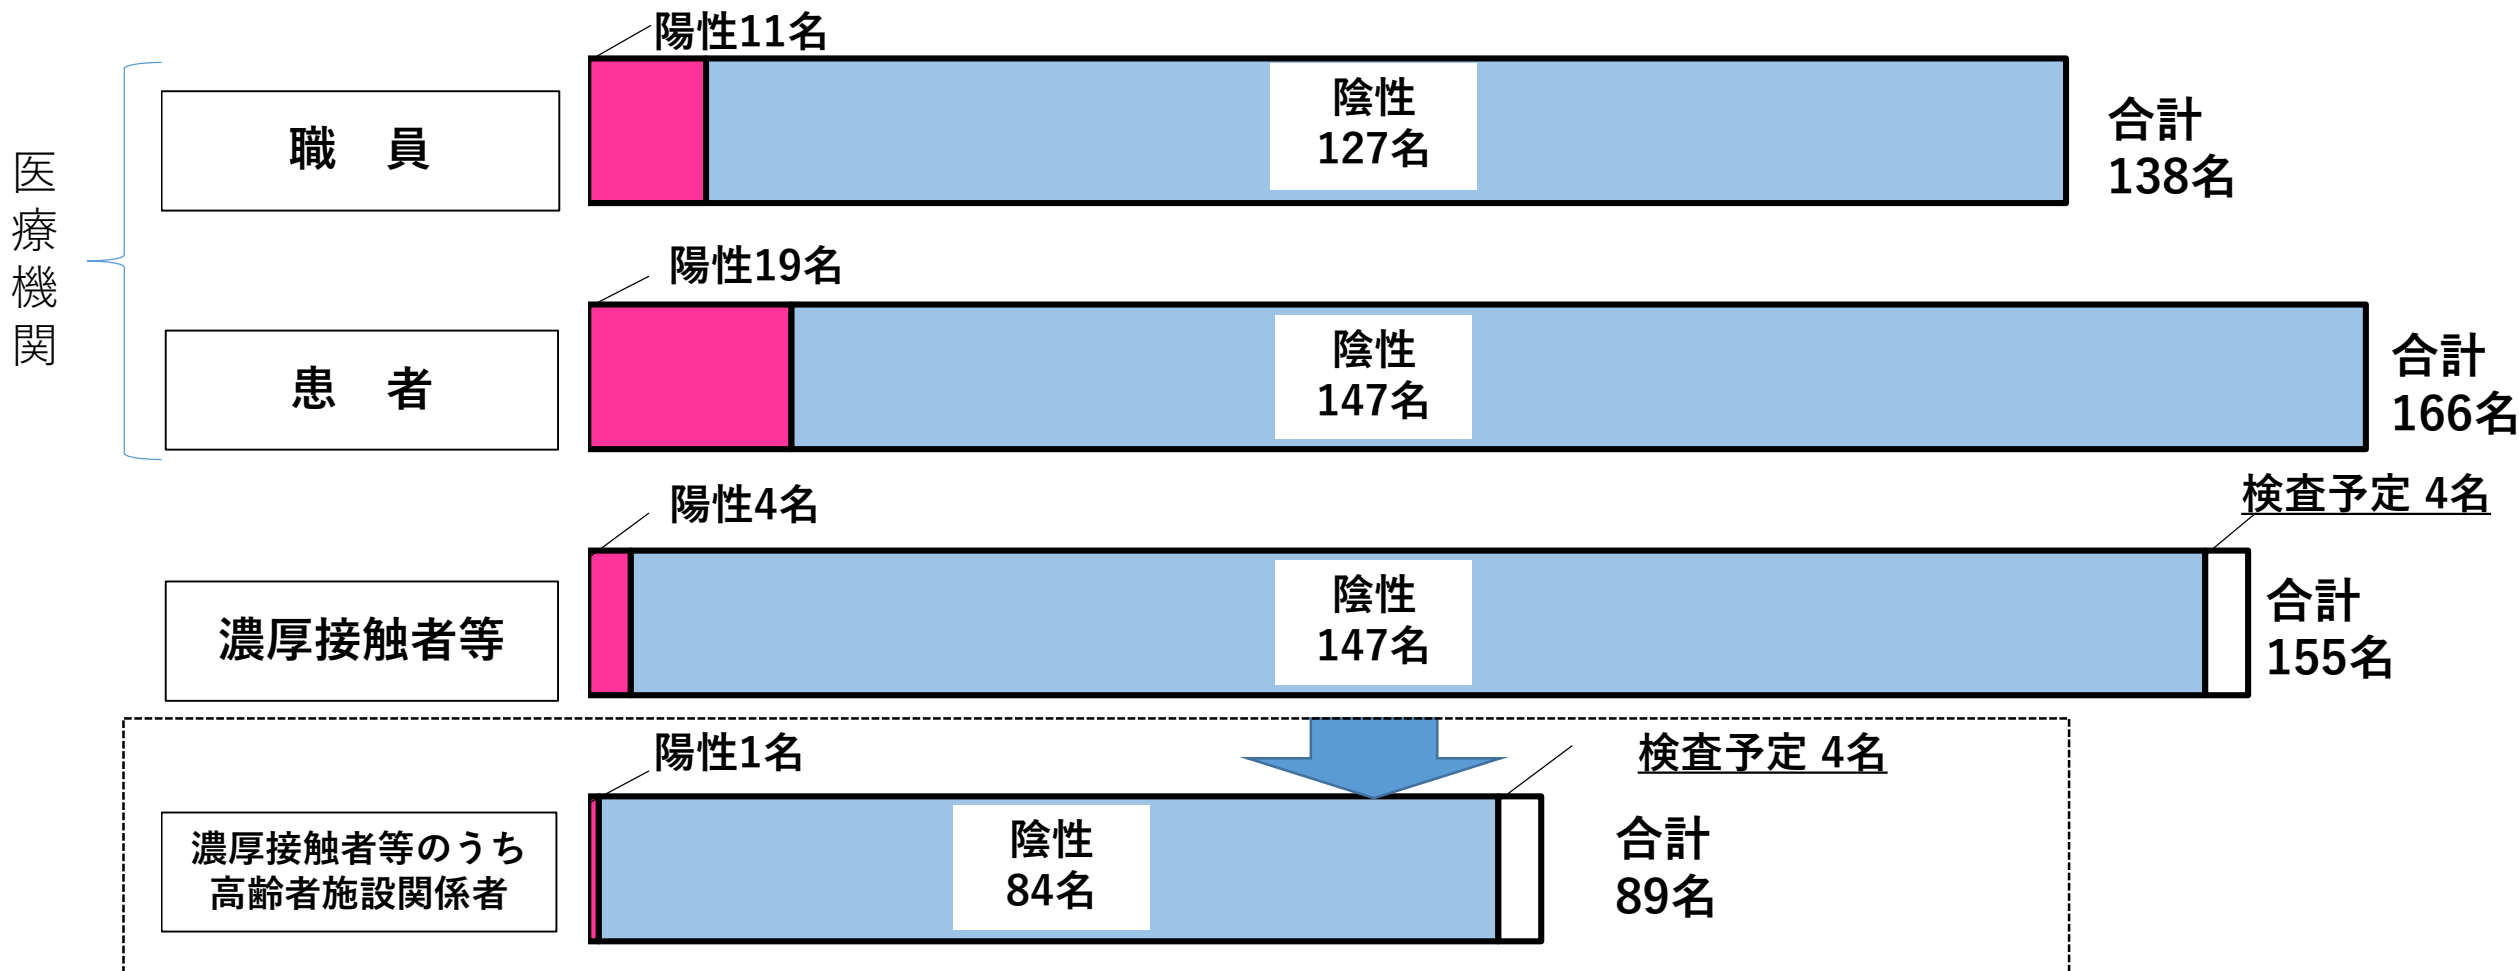 医療機関
陽性11名
職　員
陰性
127名
合計
138名
陽性19名
患　者
陰性
147名
合計
166名
陽性4名
検査予定 4名
濃厚接触者等
陰性
147名
合計
155名
陽性1名
検査予定 4名
濃厚接触者等のうち
高齢者施設関係者
陰性
84名
合計
89名